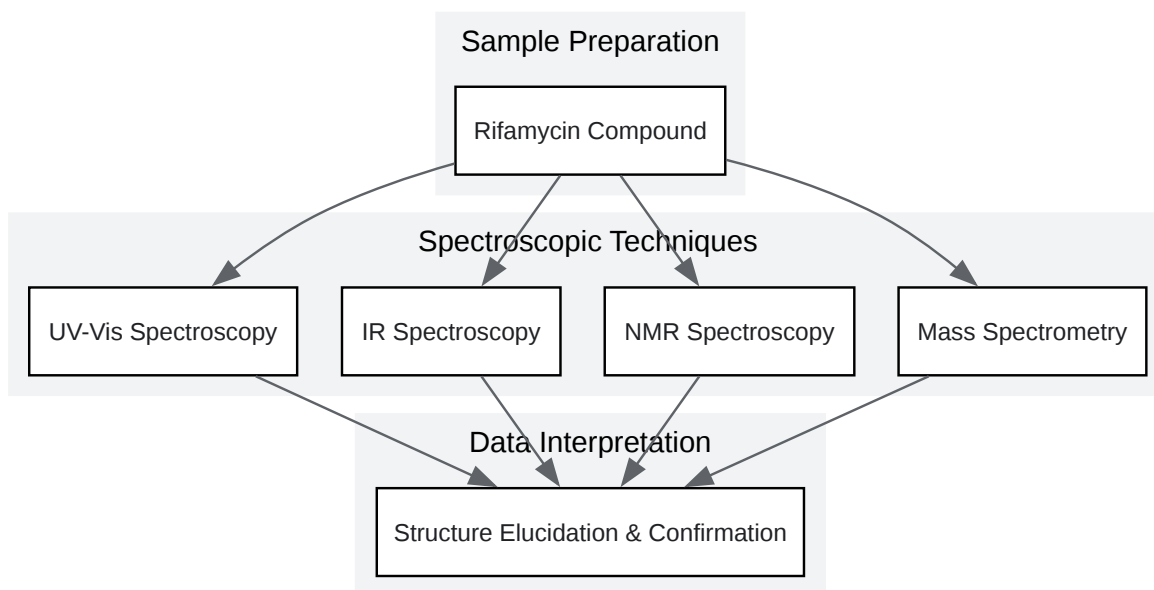 Sample Preparation
Rifamycin Compound
Spectroscopic Techniques
UV-Vis Spectroscopy
IR Spectroscopy
NMR Spectroscopy
Mass Spectrometry
Data Interpretation
Structure Elucidation & Confirmation